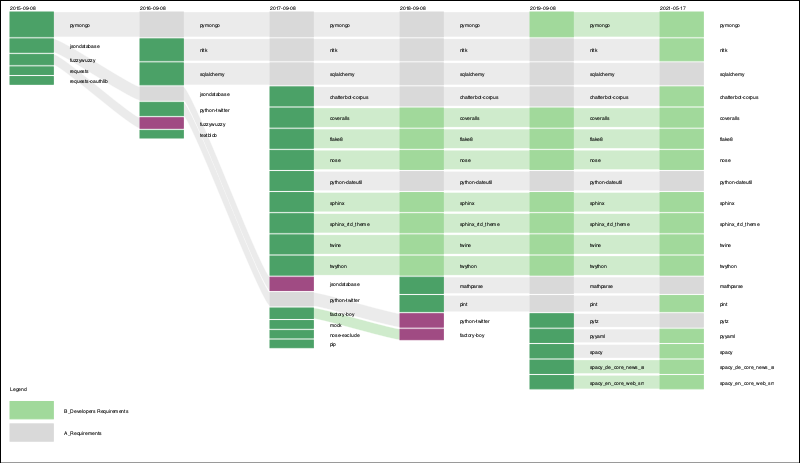 2015-09-08 2016-09-08 2017-09-08 2018-09-08 2019-09-08 2021-05-17
pymongo pymongo pymongo pymongo pymongo pymongo
jsondatabase nltk nltk nltk nltk nltk
fuzzywuzzy
requests sqlalchemy sqlalchemy sqlalchemy sqlalchemy sqlalchemy
requests-oauthlib
jsondatabase chatterbot-corpus chatterbot-corpus chatterbot-corpus chatterbot-corpus
python-twitter coveralls coveralls coveralls coveralls
fuzzywuzzy
textblob flake8 flake8 flake8 flake8
nose nose nose nose
python-dateutil python-dateutil python-dateutil python-dateutil
sphinx sphinx sphinx sphinx
sphinx_rtd_theme sphinx_rtd_theme sphinx_rtd_theme sphinx_rtd_theme
twine twine twine twine
twython twython twython twython
jsondatabase mathparse mathparse mathparse
python-twitter pint pint pint
factory-boy python-twitter pytz pytz
mock
nose-exclude factory-boy pyyaml pyyaml
pip
spacy spacy
spacy_de_core_news_s spacy_de_core_news_s
spacy_en_core_web_sm spacy_en_core_web_sm
Legend
B_Developers Requirements
A_Requirements